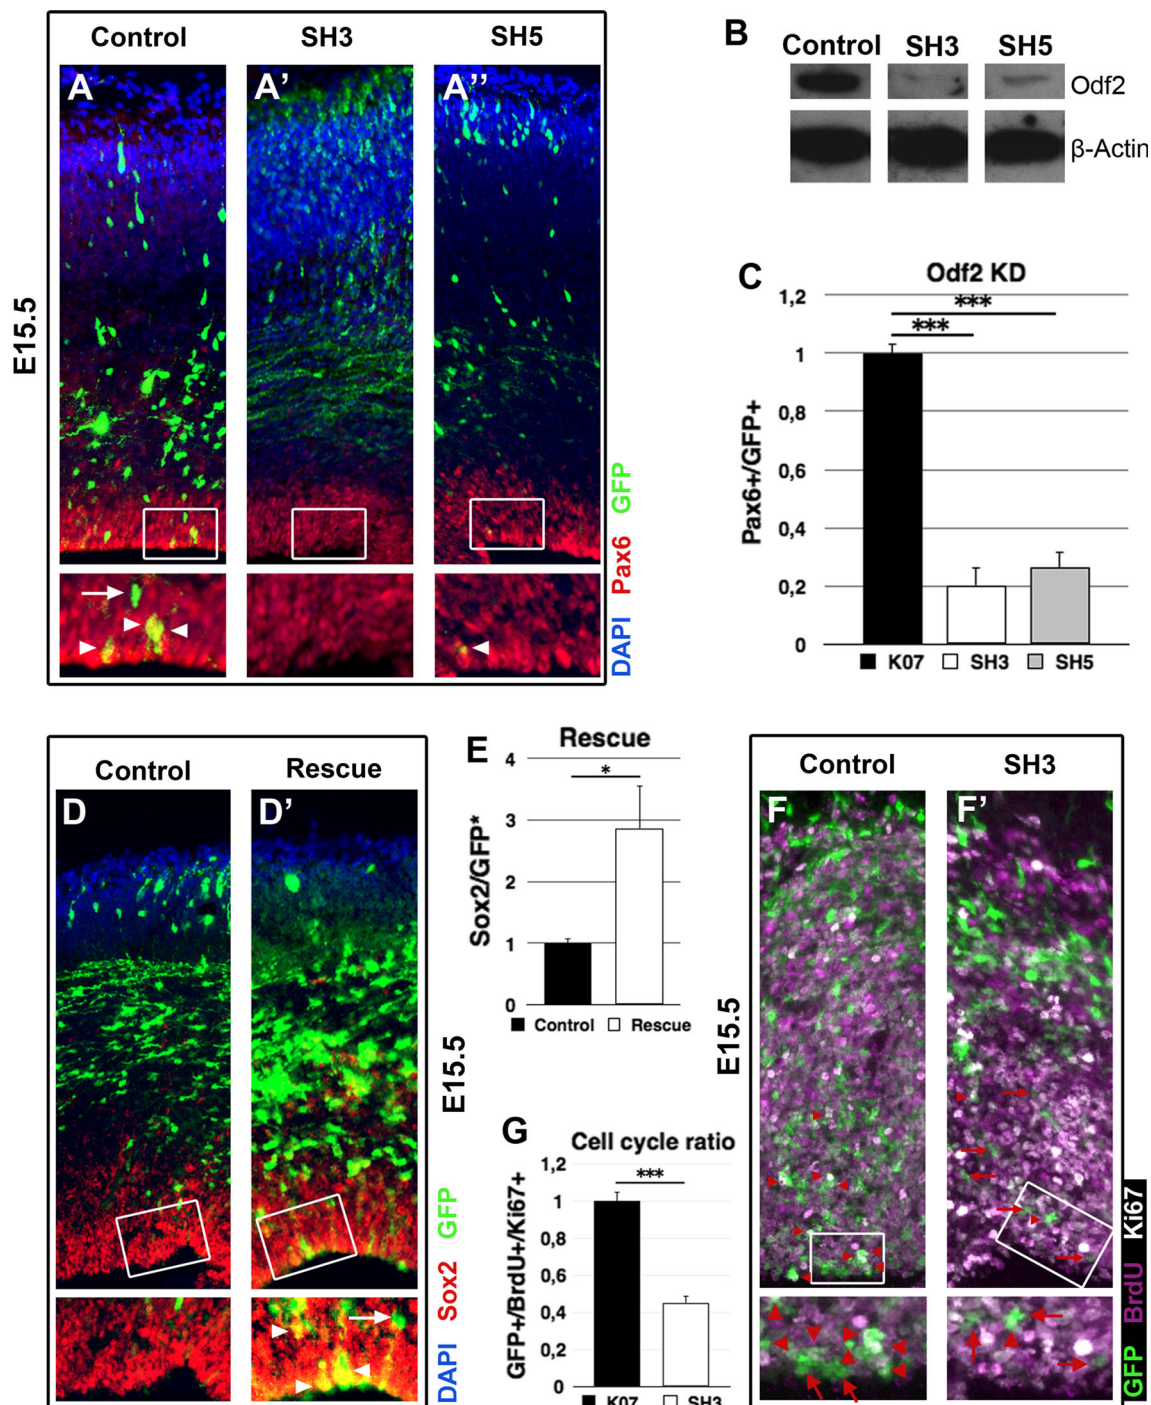 Control SH3 SH5
A A’ A’’
E15.5
DAPI Pax6 GFP
B
Control SH3 SH5
Odf2
β-Actin
C
Odf2 KD
Pax6+/GFP+
1,2
1
0,8
0,6
0,4
0,2
0
***
***
K07 SH3 SH5
Control Rescue
D D’
E15.5
DAPI Sox2 GFP
E
Rescue
Sox2/GFP*
4
3
2
1
0
*
Control Rescue
G
Cell cycle ratio
GFP+/BrdU+/Ki67+
1,2
1
0,8
0,6
0,4
0,2
0
***
K07 SH3
Control SH3
F F’
E15.5
GFP BrdU Ki67